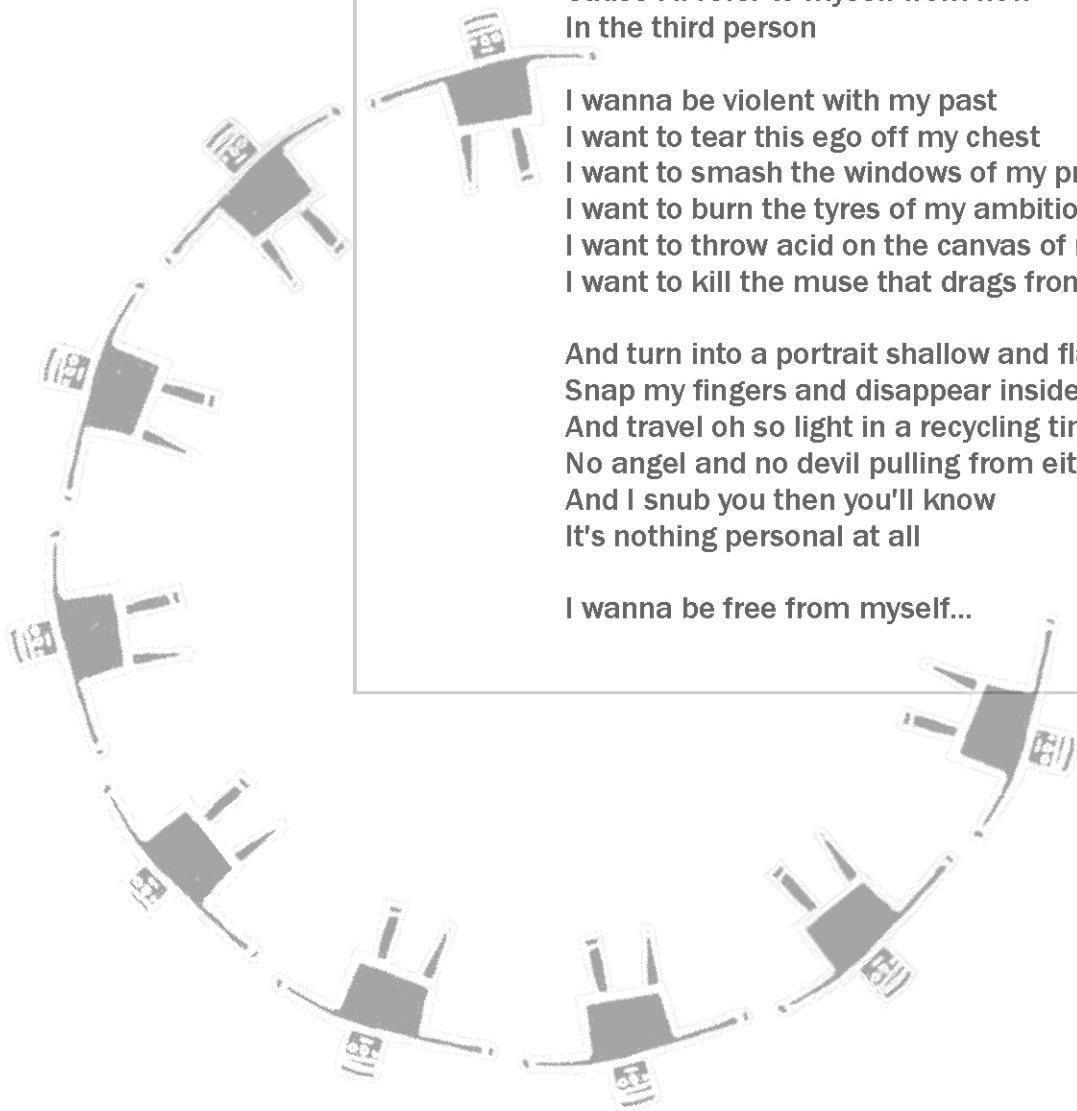 In the third person
I wanna be violent with my past
I want to tear this ego off my chest
I want to smash the windows of my
I want to burn the tyres of my
I want to throw acid on the canvas of
I want to kill the muse that drags
And turn into a portrait shallow and
Snap my fingers and disappear inside
And travel oh so light in a recycling
No angel and no devil pulling from
And I snub you then you'll know
It's nothing personal at all
I wanna be free from myself...